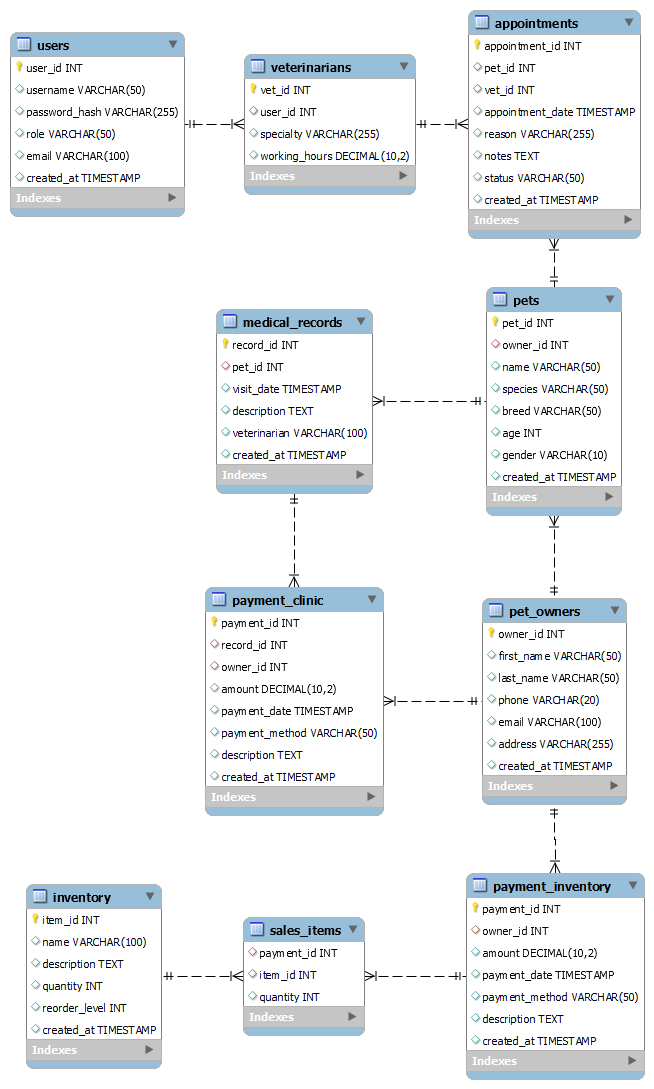 users
user_id INT
username VARCHAR(50)
password_hash VARCHAR(255)
role VARCHAR(50)
email VARCHAR(100)
created_at TIMESTAMP
Indexes
veterinarians
vet_id INT
user_id INT
specialty VARCHAR(255)
working_hours DECIMAL(10,2)
Indexes
appointments
appointment_id INT
pet_id INT
vet_id INT
appointment_date TIMESTAMP
reason VARCHAR(255)
notes TEXT
status VARCHAR(50)
created_at TIMESTAMP
Indexes
medical_records
record_id INT
pet_id INT
visit_date TIMESTAMP
description TEXT
veterinarian VARCHAR(100)
created_at TIMESTAMP
Indexes
pets
pet_id INT
owner_id INT
name VARCHAR(50)
species VARCHAR(50)
breed VARCHAR(50)
age INT
gender VARCHAR(10)
created_at TIMESTAMP
Indexes
payment_clinic
payment_id INT
record_id INT
owner_id INT
amount DECIMAL(10,2)
payment_date TIMESTAMP
payment_method VARCHAR(50)
description TEXT
created_at TIMESTAMP
Indexes
pet_owners
owner_id INT
first_name VARCHAR(50)
last_name VARCHAR(50)
phone VARCHAR(20)
email VARCHAR(100)
address VARCHAR(255)
created_at TIMESTAMP
Indexes
inventory
item_id INT
name VARCHAR(100)
description TEXT
quantity INT
reorder_level INT
created_at TIMESTAMP
Indexes
sales_items
payment_id INT
item_id INT
quantity INT
Indexes
payment_inventory
payment_id INT
owner_id INT
amount DECIMAL(10,2)
payment_date TIMESTAMP
payment_method VARCHAR(50)
description TEXT
created_at TIMESTAMP
Indexes